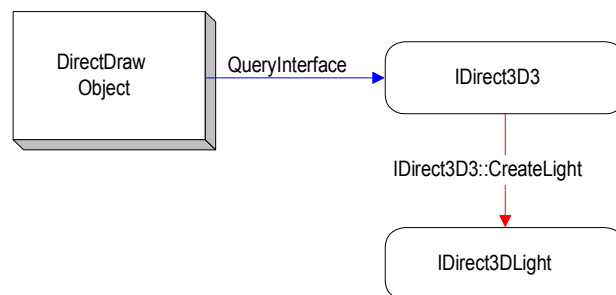 DirectDraw
Object
QueryInterface
IDirect3D3
IDirect3D3::CreateLight
IDirect3DLight